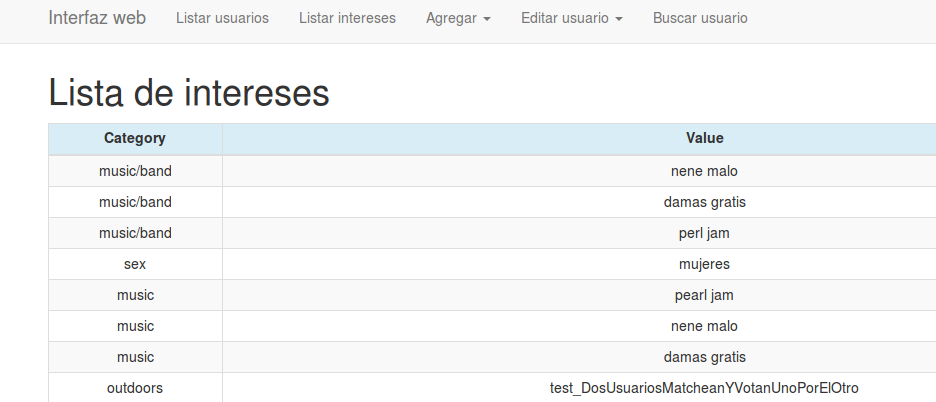 Interfaz web Listar usuarios Listar intereses Agregar Editar usuario Buscar usuario
Lista de intereses
Category Value
music/band nene malo
music/band damas gratis
music/band perl jam
sex mujeres
music pearl jam
music nene malo
music damas gratis
outdoors test_DosUsuariosMatcheanYVotanUnoPorElOtro